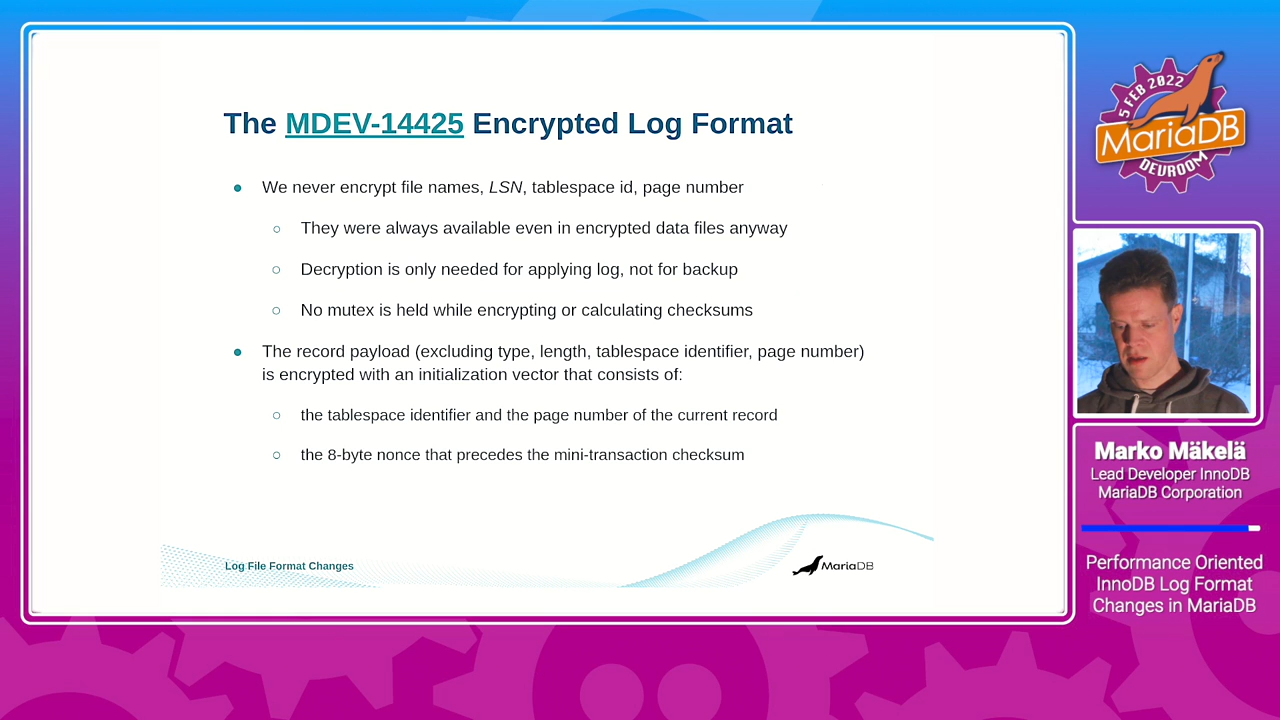 The MDEV-14425 Encrypted Log Format
We never encrypt file names, LSN, tablespace id, page number
They were always available even in encrypted data files anyway
Decryption is only needed for applying log, not for backup
No mutex is held while encrypting or calculating checksums
The record payload (excluding type, length, tablespace identifier, page number)
is encrypted with an initialization vector that consists of:
the tablespace identifier and the page number of the current record
the 8-byte nonce that precedes the mini-transaction checksum
Log File Format Changes
MariaDB
5 FEB 2022
MariaDB
DEVROOM
Marko Mäkelä
Lead Developer InnoDB
MariaDB Corporation
Performance Oriented
InnoDB Log Format
Changes in MariaDB